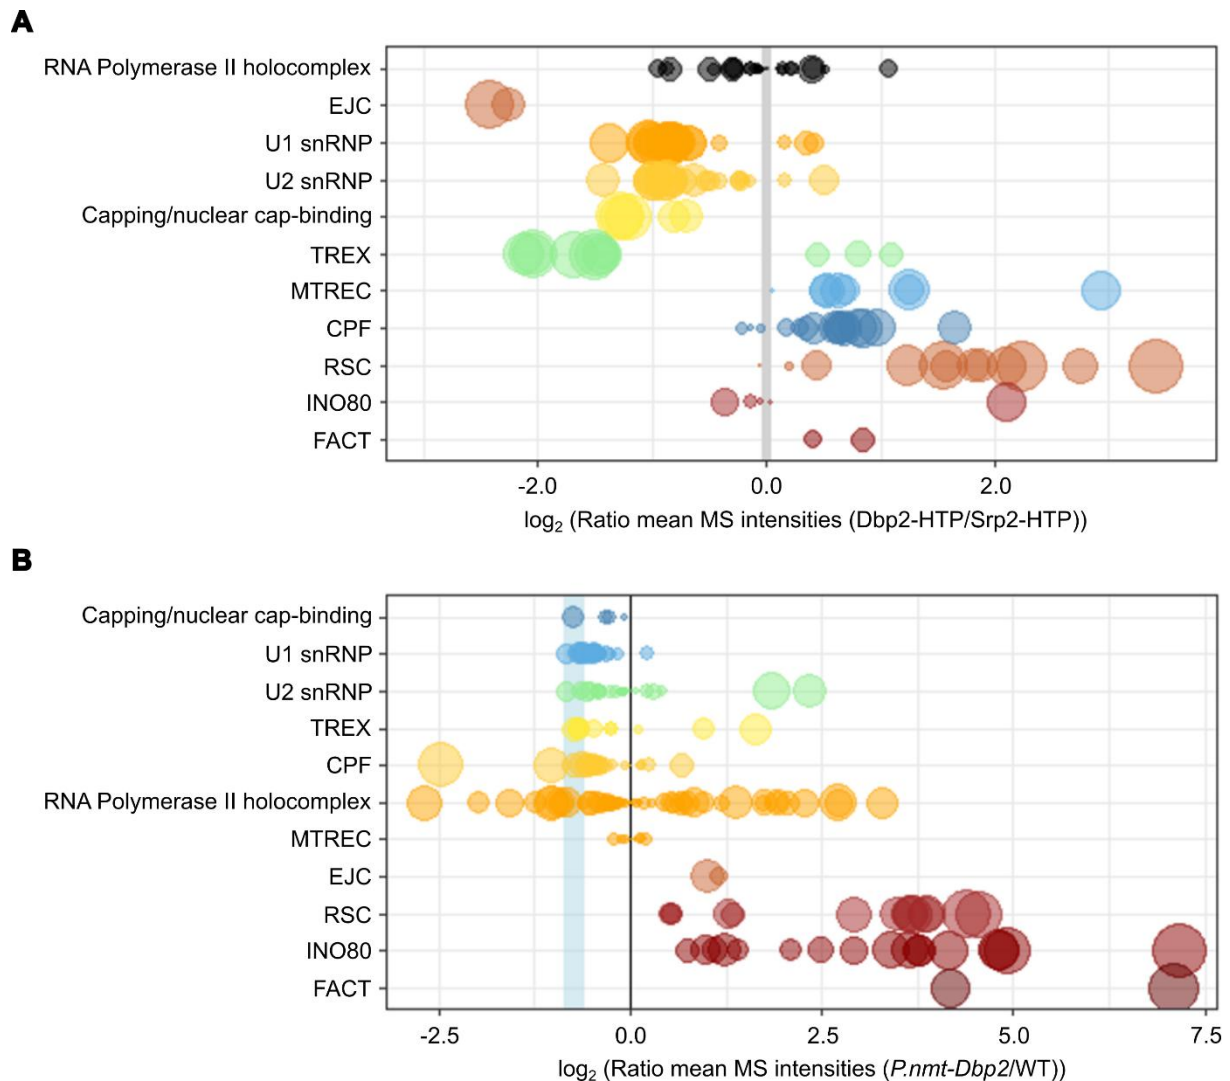 A
RNA Polymerase II holocomplex
EJC
U1 snRNP
U2 snRNP
Capping/nuclear cap-binding
TREX
MTREC
CPF
RSC
INO80
FACT
-2.0 0.0 2.0
log₂ (Ratio mean MS intensities (Dbp2-HTP/Srp2-HTP))
B
Capping/nuclear cap-binding
U1 snRNP
U2 snRNP
TREX
CPF
RNA Polymerase II holocomplex
MTREC
EJC
RSC
INO80
FACT
-2.5 0.0 2.5 5.0 7.5
log₂ (Ratio mean MS intensities (P.nmt-Dbp2/WT))